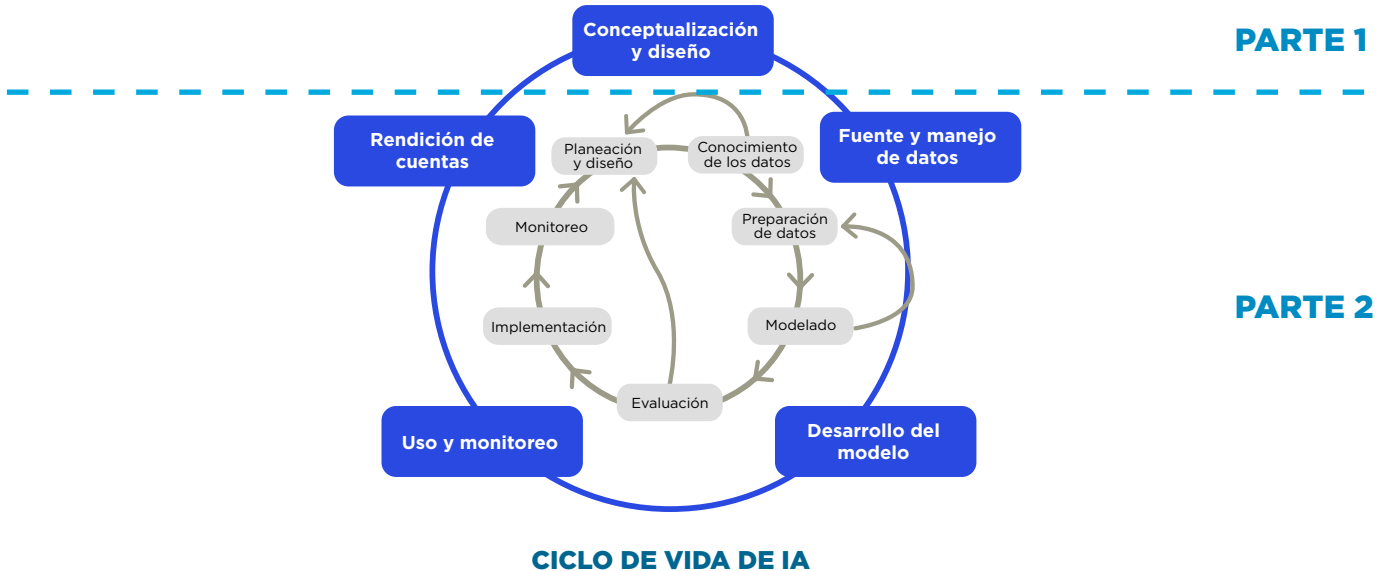 Conceptualización
y diseño
PARTE 1
Rendición de
cuentas
Fuente y manejo
de datos
Planeación
y diseño
Conocimiento
de los datos
Monitoreo
Preparación
de datos
PARTE 2
Implementación
Modelado
Evaluación
Uso y monitoreo
Desarrollo del
modelo
CICLO DE VIDA DE IA